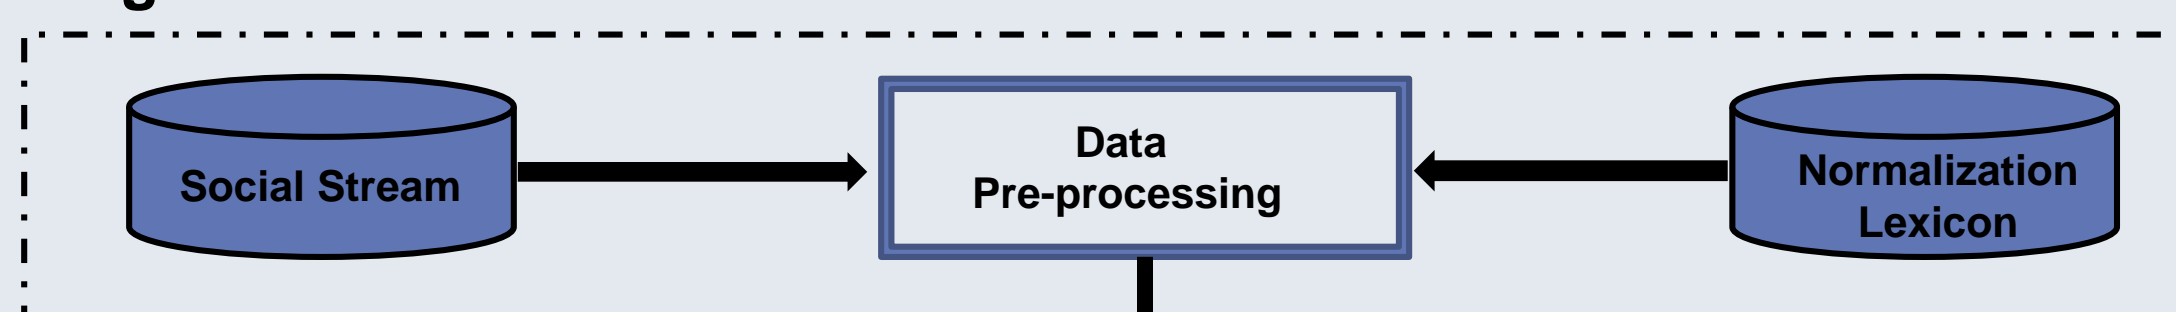 Social Stream
Data
Pre-processing
Normalization
Lexicon